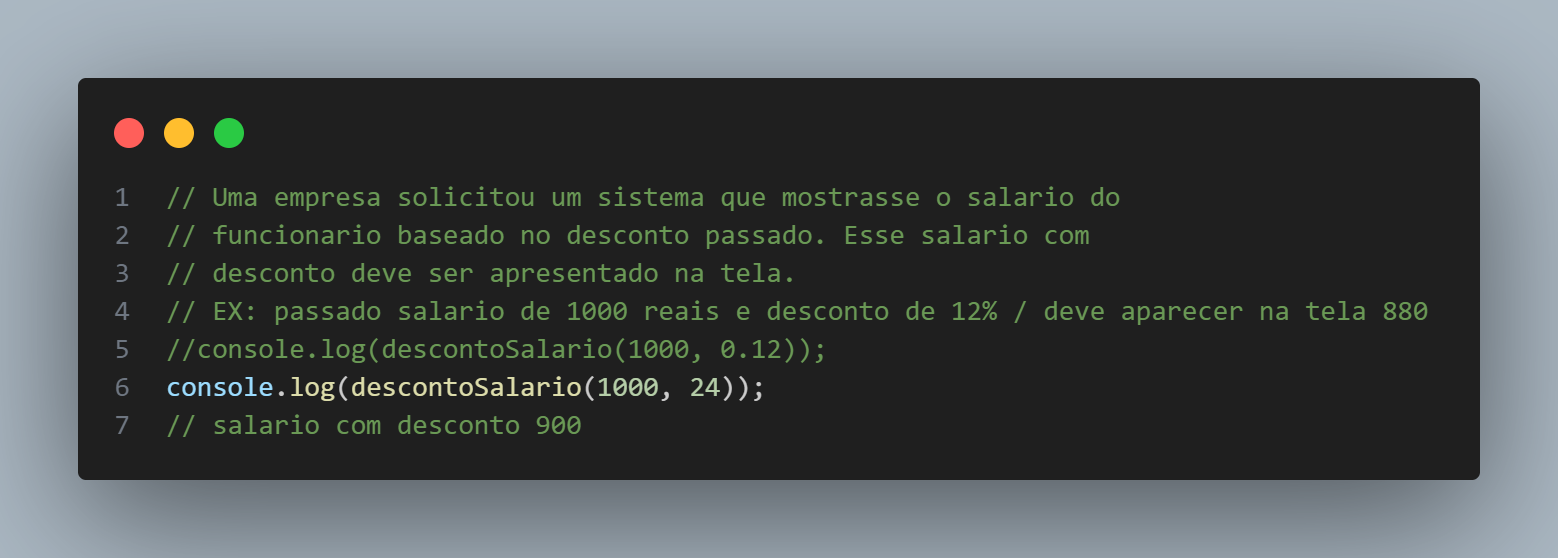 1 // Uma empresa solicitou um sistema que mostrasse o salario do
2 // funcionario baseado no desconto passado. Esse salario com
3 // desconto deve ser apresentado na tela.
4 // EX: passado salario de 1000 reais e desconto de 12% / deve aparecer na tela 880
5 //console.log(descontoSalario(1000, 0.12));
6 console.log(descontoSalario(1000, 24));
7 // salario com desconto 900